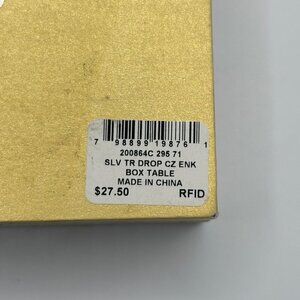 7 98899 19876 1
200864C 295 71
SLV TR DROP CZ ENK
BOX TABLE
MADE IN CHINA
$27.50 RFID